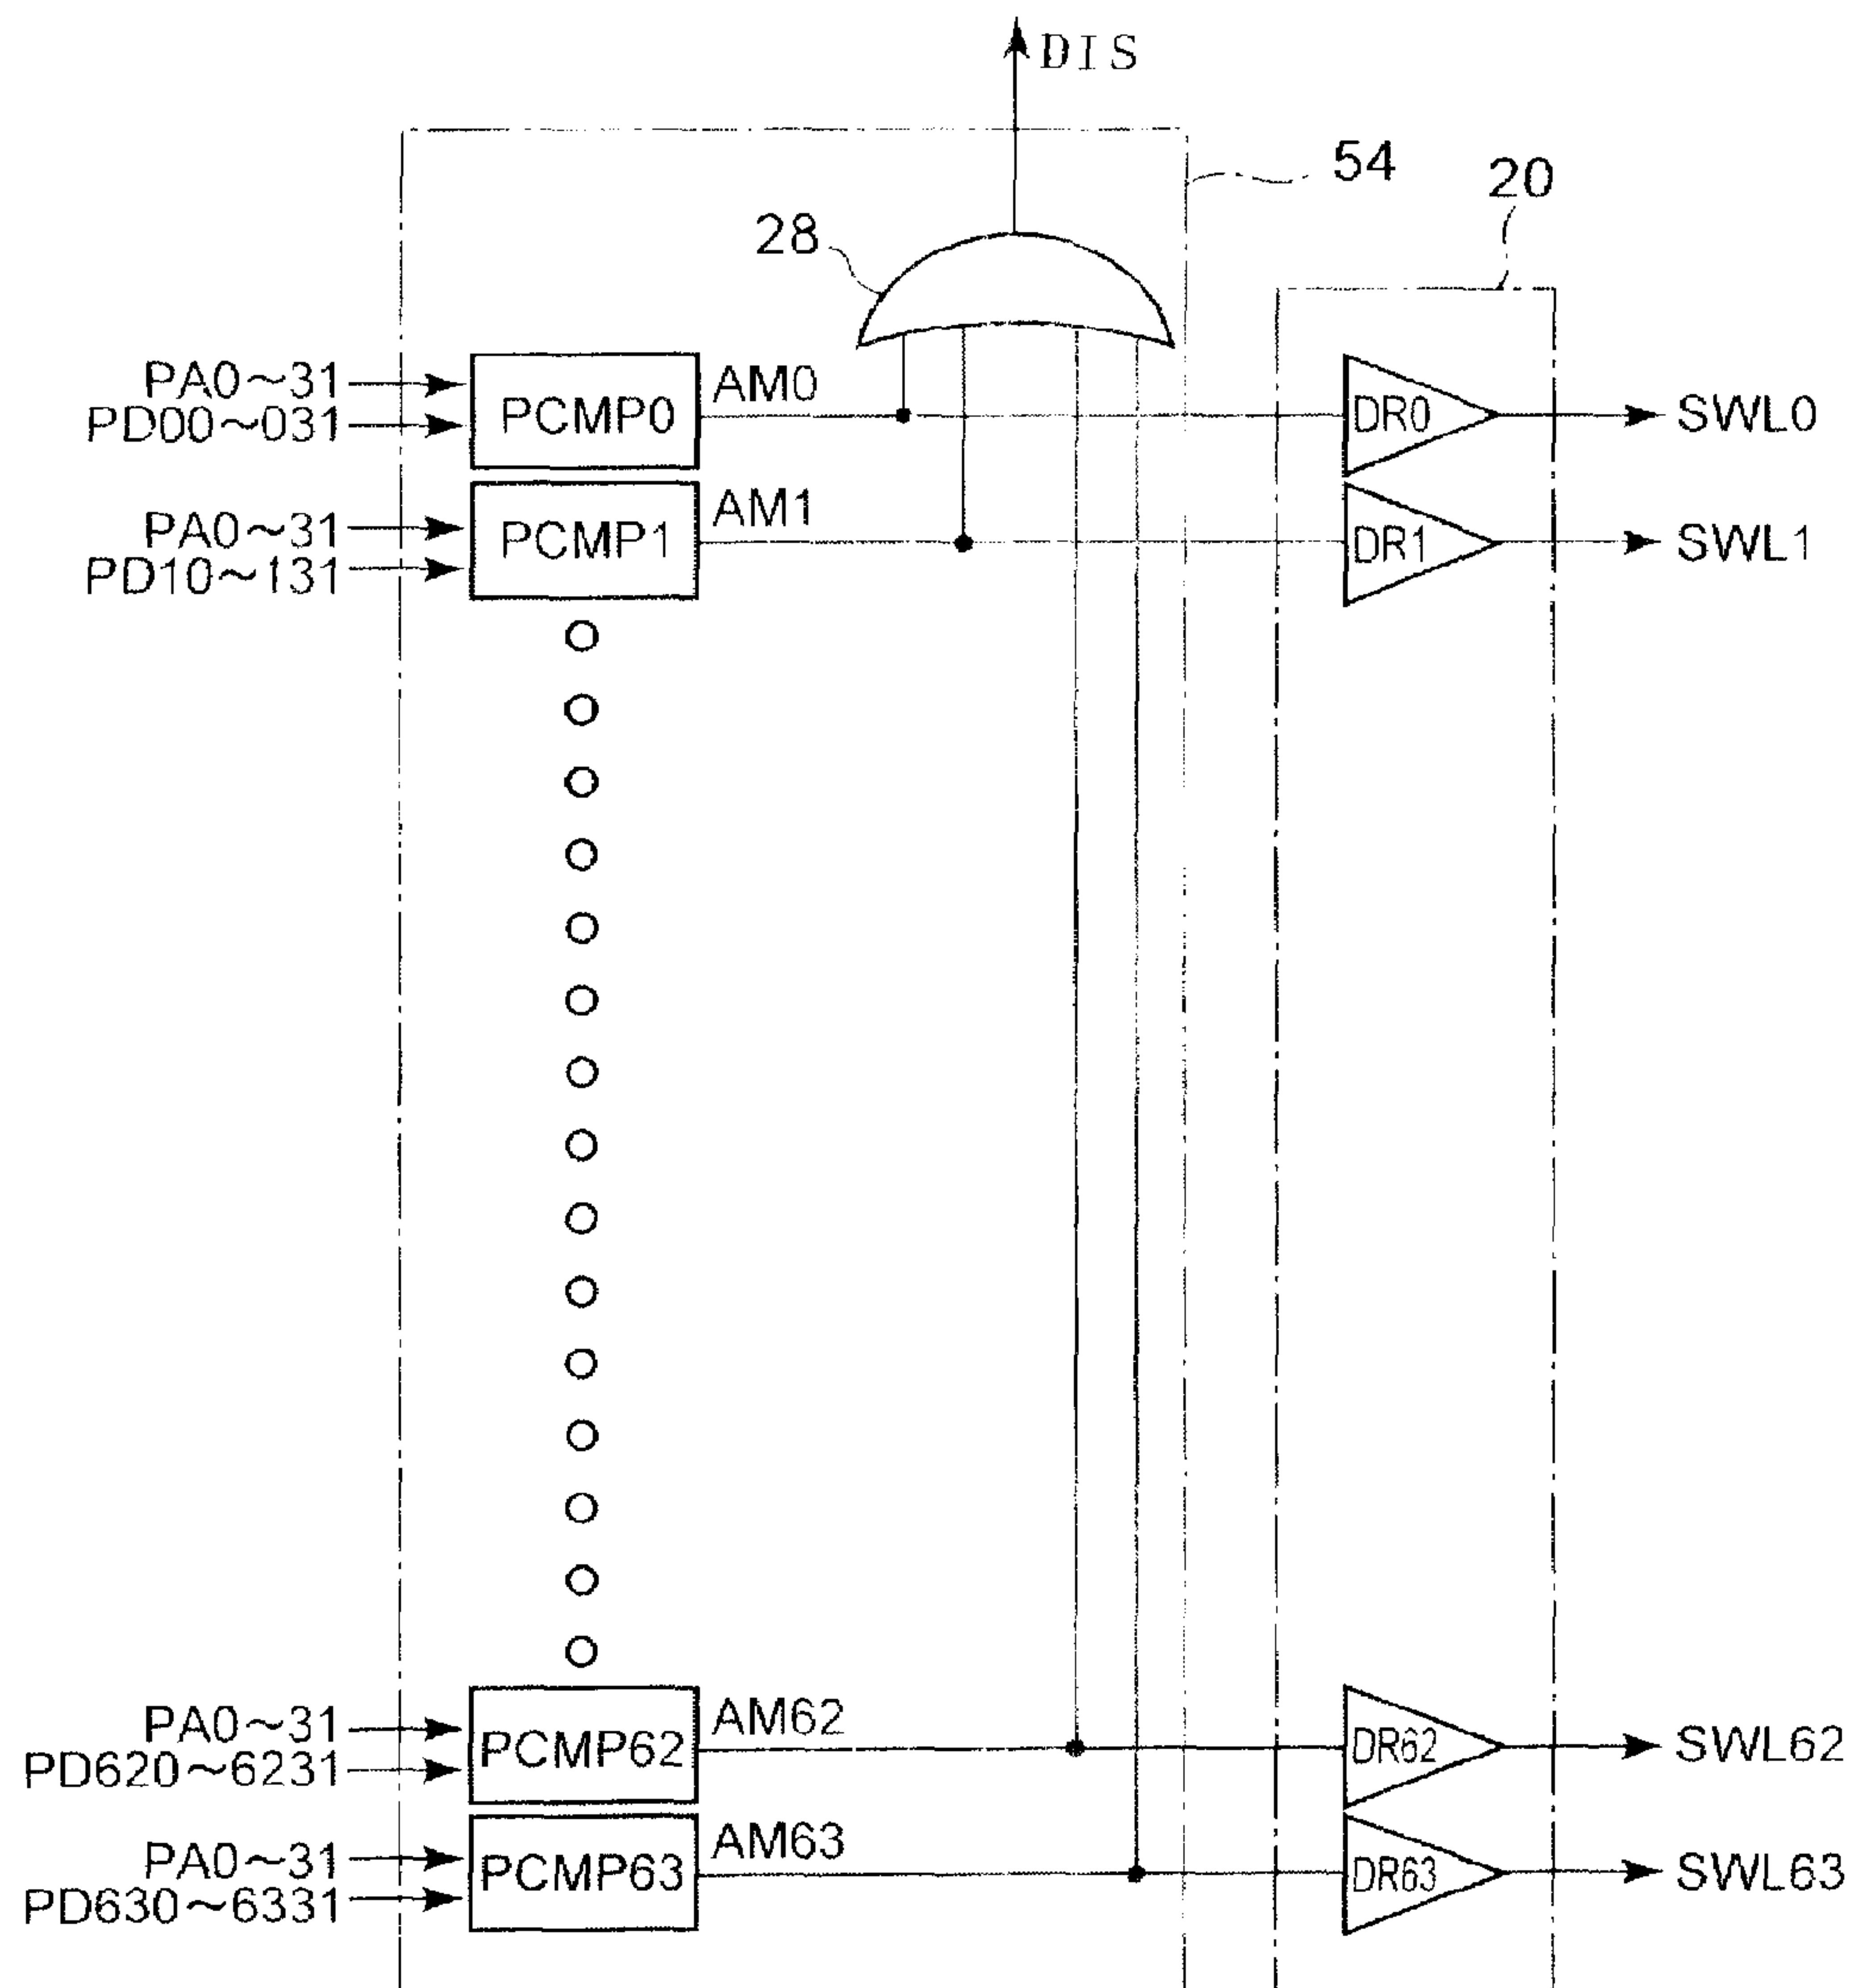 DIS
54
20
28
PA0~31
PD00~031
PCMP0
AM0
DR0
SWL0
PA0~31
PD10~131
PCMP1
AM1
DR1
SWL1
PA0~31
PD620~6231
PCMP62
AM62
DR62
SWL62
PA0~31
PD630~6331
PCMP63
AM63
DR63
SWL63